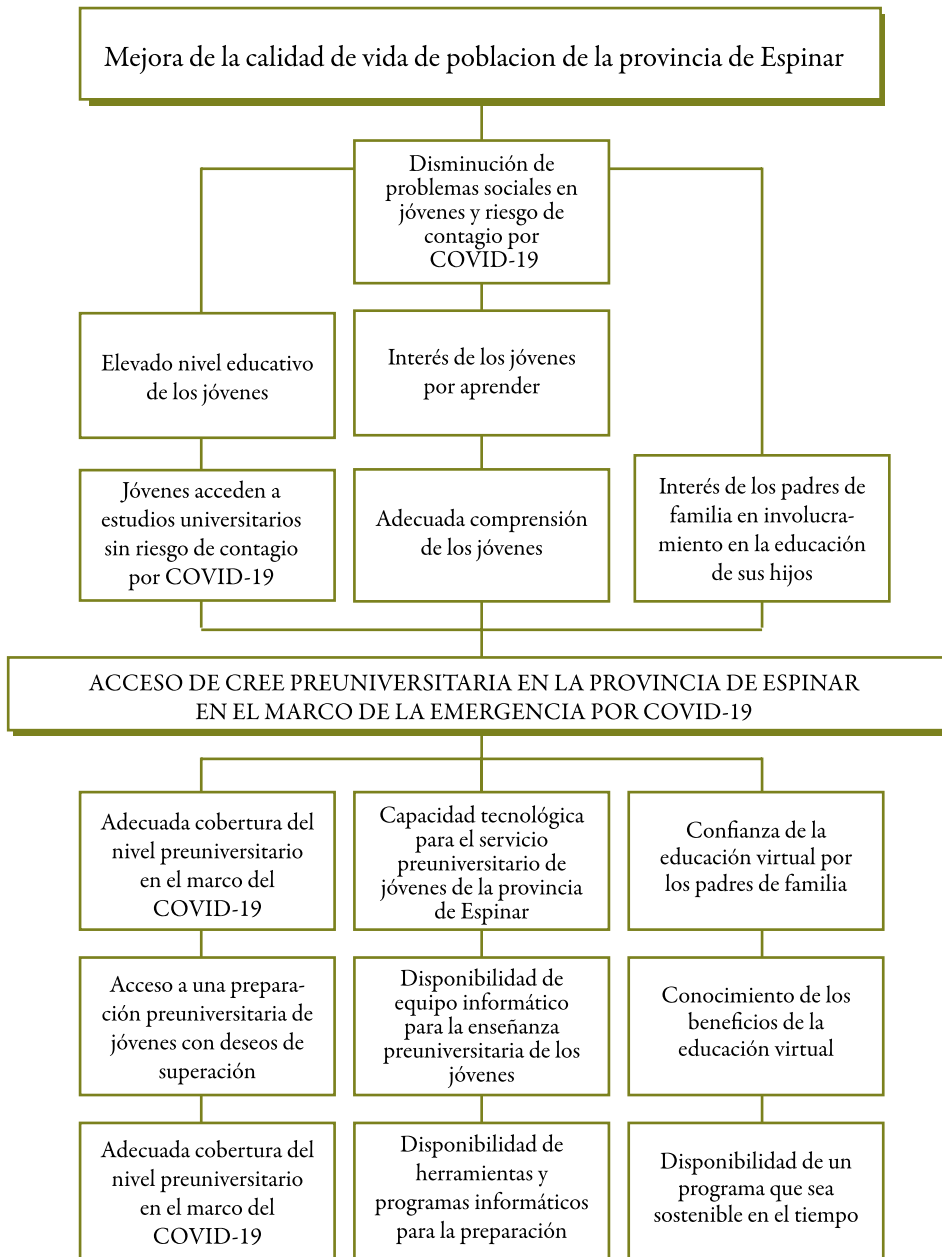 Mejora de la calidad de vida de poblacion de la provincia de Espinar
Disminución de
problemas sociales en
jóvenes y riesgo de
contagio por
COVID-19
Elevado nivel educativo
de los jóvenes
Interés de los jóvenes
por aprender
Jóvenes acceden a
estudios universitarios
sin riesgo de contagio
por COVID-19
Adecuada comprensión
de los jóvenes
Interés de los padres de
familia en involucra-
miento en la educación
de sus hijos
ACCESO DE CREE PREUNIVERSITARIA EN LA PROVINCIA DE ESPINAR
EN EL MARCO DE LA EMERGENCIA POR COVID-19
Adecuada cobertura del
nivel preuniversitario
en el marco del
COVID-19
Capacidad tecnológica
para el servicio
preuniversitario de
jóvenes de la provincia
de Espinar
Confianza de la
educación virtual por
los padres de familia
Acceso a una prepara-
ción preuniversitaria de
jóvenes con deseos de
superación
Disponibilidad de
equipo informático
para la enseñanza
preuniversitaria de los
jóvenes
Conocimiento de los
beneficios de la
educación virtual
Adecuada cobertura del
nivel preuniversitario
en el marco del
COVID-19
Disponibilidad de
herramientas y
programas informáticos
para la preparación
Disponibilidad de un
programa que sea
sostenible en el tiempo